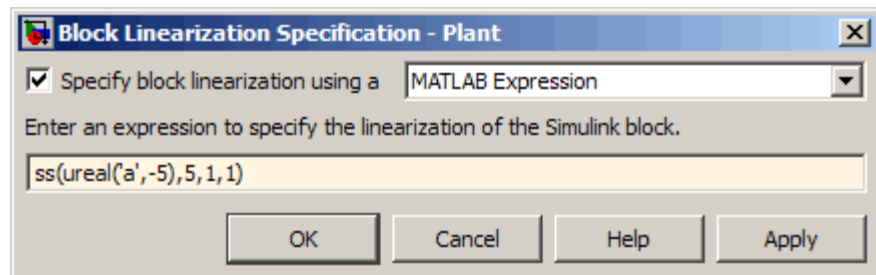 Block Linearization Specification - Plant
Specify block linearization using a MATLAB Expression
Enter an expression to specify the linearization of the Simulink block.
ss(ureal('a',-5),5,1,1)
OK Cancel Help Apply